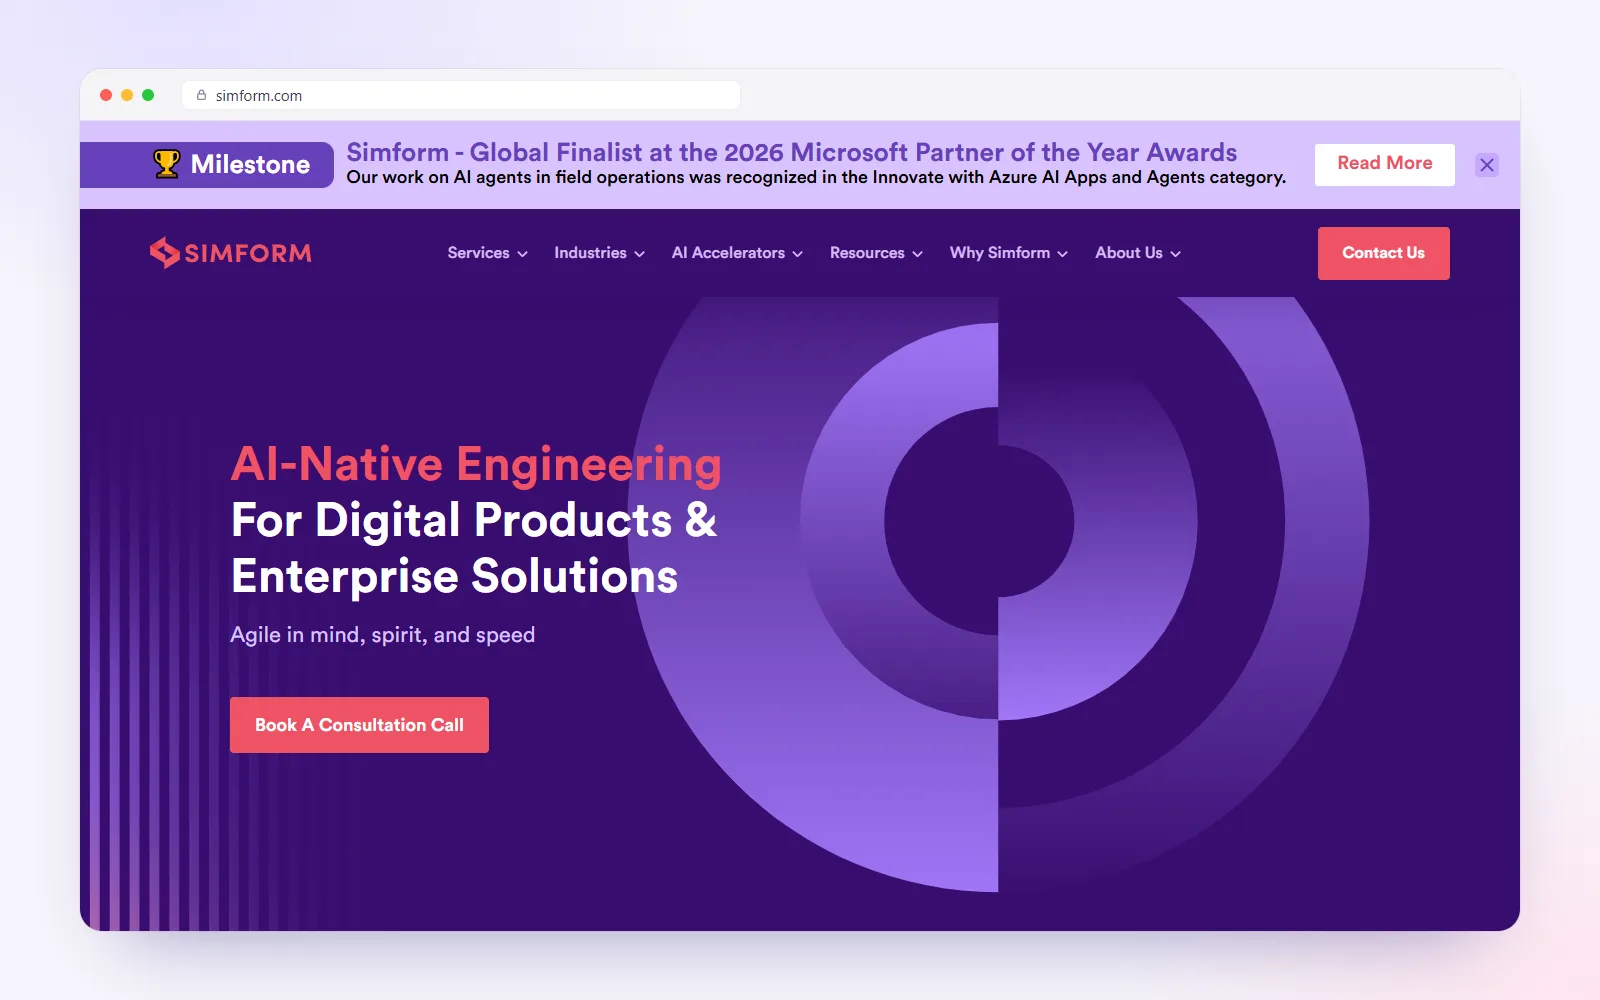 simform.com
Milestone
Simform - Global Finalist at the 2026 Microsoft Partner of the Year Awards
Our work on AI agents in field operations was recognized in the Innovate with Azure AI Apps and Agents category.
Read More
SIMFORM
Services
Industries
AI Accelerators
Resources
Why Simform
About Us
Contact Us
AI-Native Engineering
For Digital Products &
Enterprise Solutions
Agile in mind, spirit, and speed
Book A Consultation Call